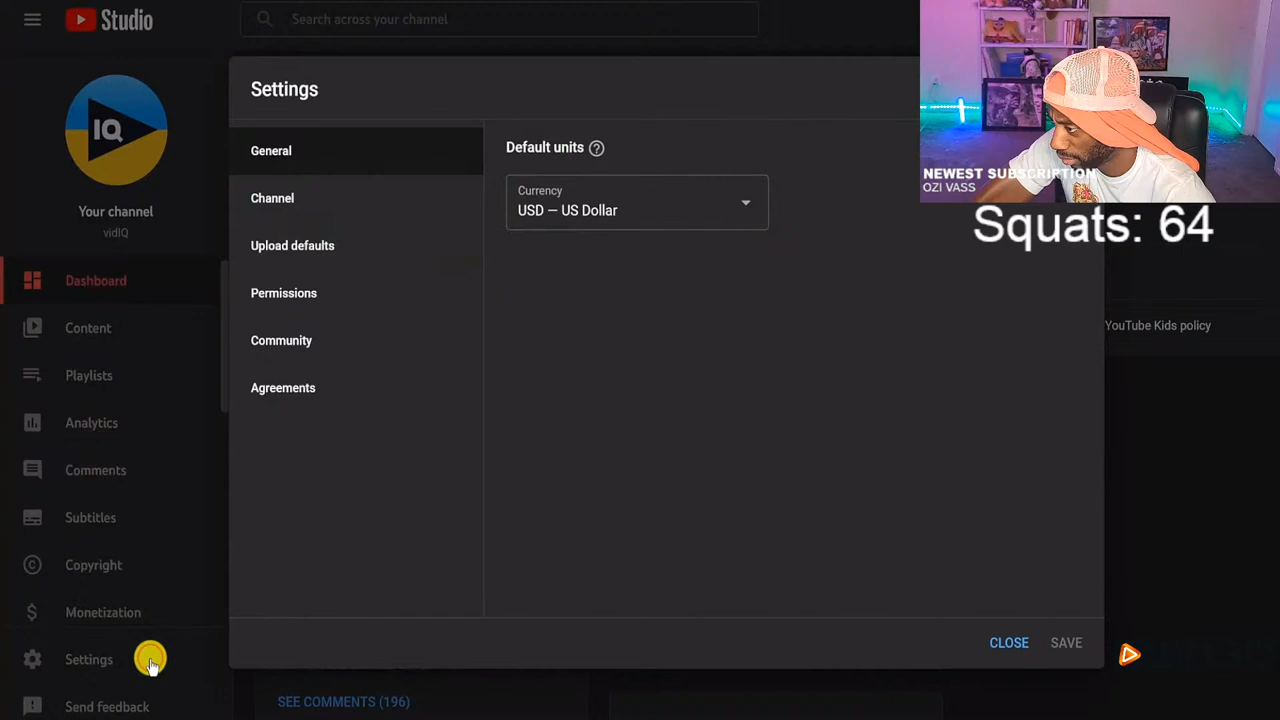 Studio
Search across your channel
IQ
Your channel
vidIQ
Dashboard
Content
Playlists
Analytics
Comments
Subtitles
Copyright
Monetization
Settings
Send feedback
Settings
General
Channel
Upload defaults
Permissions
Community
Agreements
Default units ?
Currency
USD — US Dollar
CLOSE
SAVE
SEE COMMENTS (196)
NEWEST SUBSCRIPTION
OZI VASS
Squats: 64
YouTube Kids policy